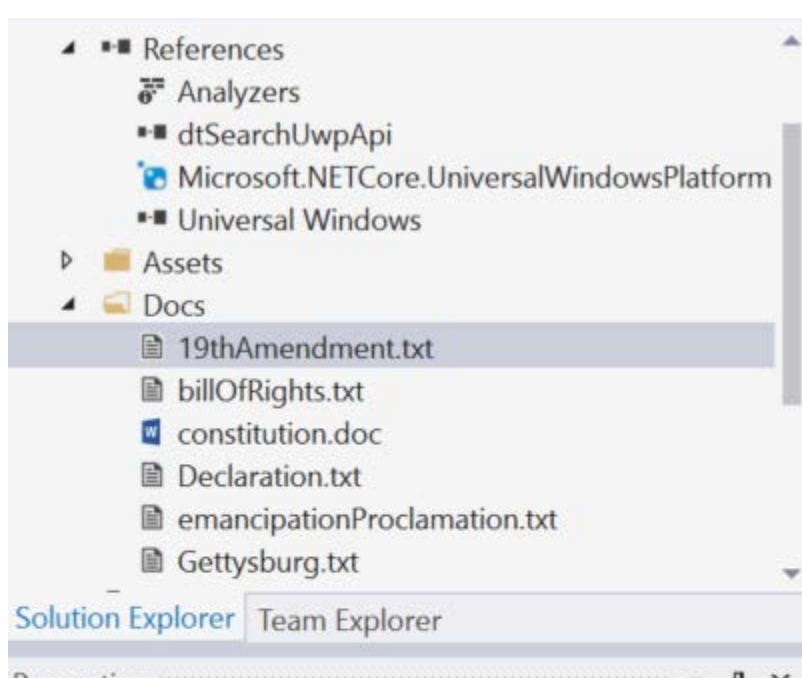 References
Analyzers
dtSearchUwpApi
Microsoft.NETCore.UniversalWindowsPlatform
Universal Windows
Assets
Docs
19thAmendment.txt
billOfRights.txt
constitution.doc
Declaration.txt
emancipationProclamation.txt
Gettysburg.txt
Solution Explorer Team Explorer